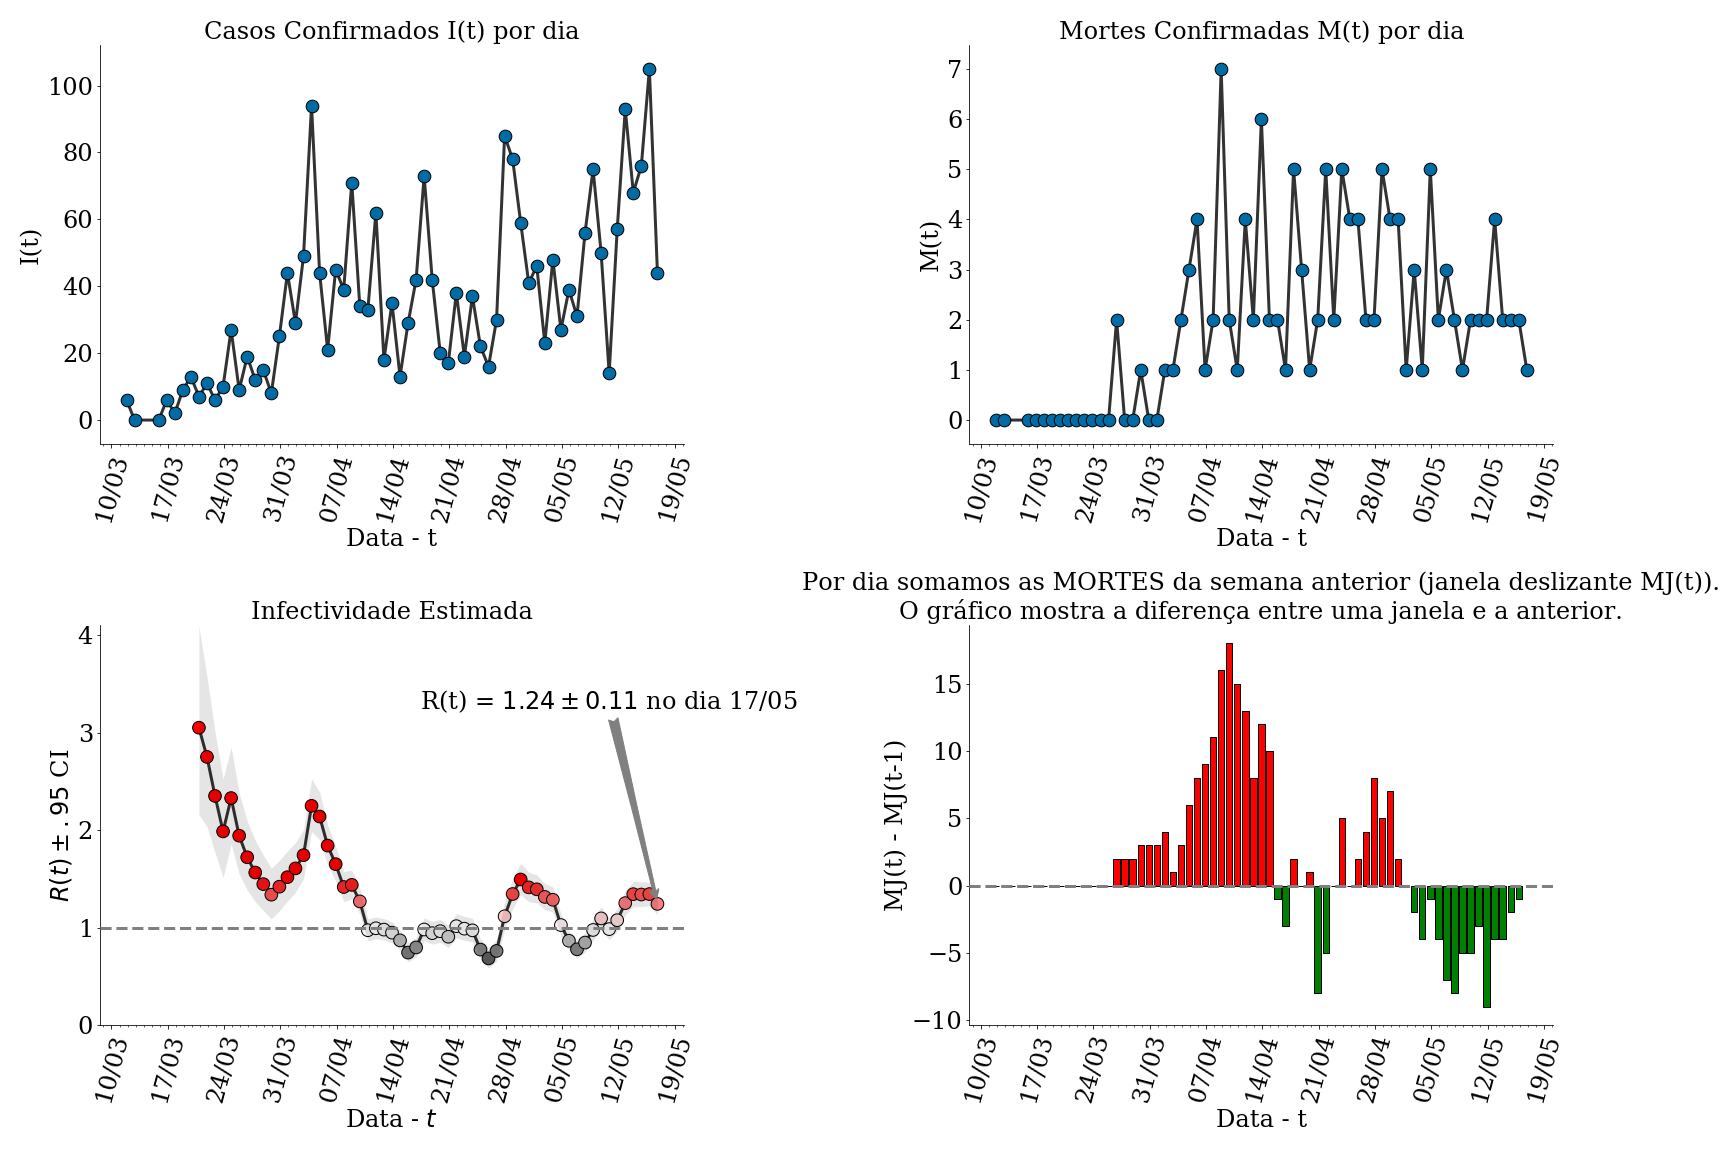 Casos Confirmados I(t) por dia
I(t)
100
80
60
40
20
0
10/03 17/03 24/03 31/03 07/04 14/04 21/04 28/04 05/05 12/05 19/05
Data - t
Mortes Confirmadas M(t) por dia
M(t)
7
6
5
4
3
2
1
0
10/03 17/03 24/03 31/03 07/04 14/04 21/04 28/04 05/05 12/05 19/05
Data - t
Infectividade Estimada
R(t) ± .95 CI
4
3
2
1
0
R(t) = 1.24 ± 0.11 no dia 17/05
10/03 17/03 24/03 31/03 07/04 14/04 21/04 28/04 05/05 12/05 19/05
Data - t
Por dia somamos as MORTES da semana anterior (janela deslizante MJ(t)).
O gráfico mostra a diferença entre uma janela e a anterior.
MJ(t) - MJ(t-1)
15
10
5
0
−5
−10
10/03 17/03 24/03 31/03 07/04 14/04 21/04 28/04 05/05 12/05 19/05
Data - t